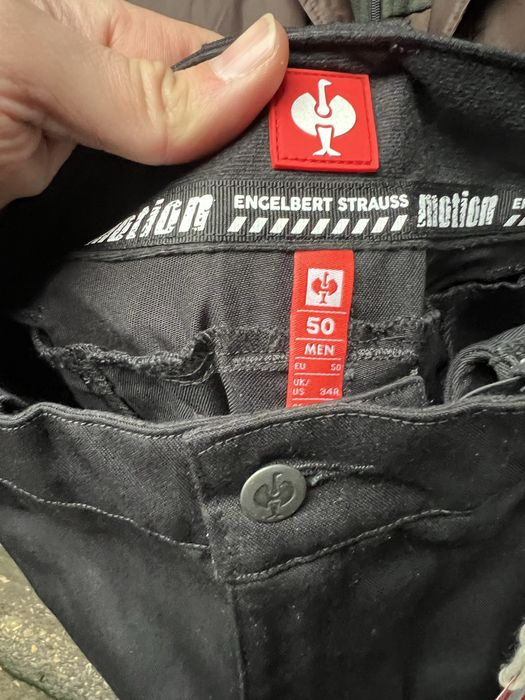 motion ENGELBERT STRAUSS motion
50
MEN
EU 50
UK/
US 34R